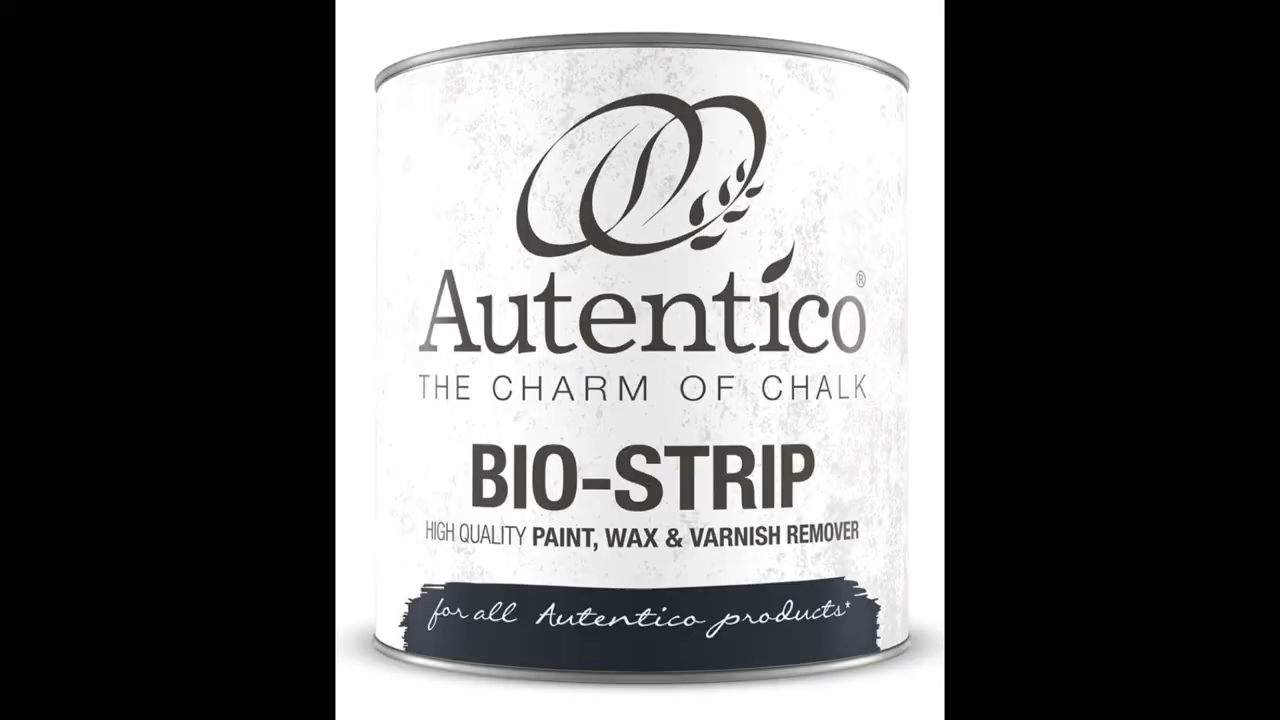 Autentico®
THE CHARM OF CHALK
BIO-STRIP
HIGH QUALITY PAINT, WAX & VARNISH REMOVER
for all Autentico products*